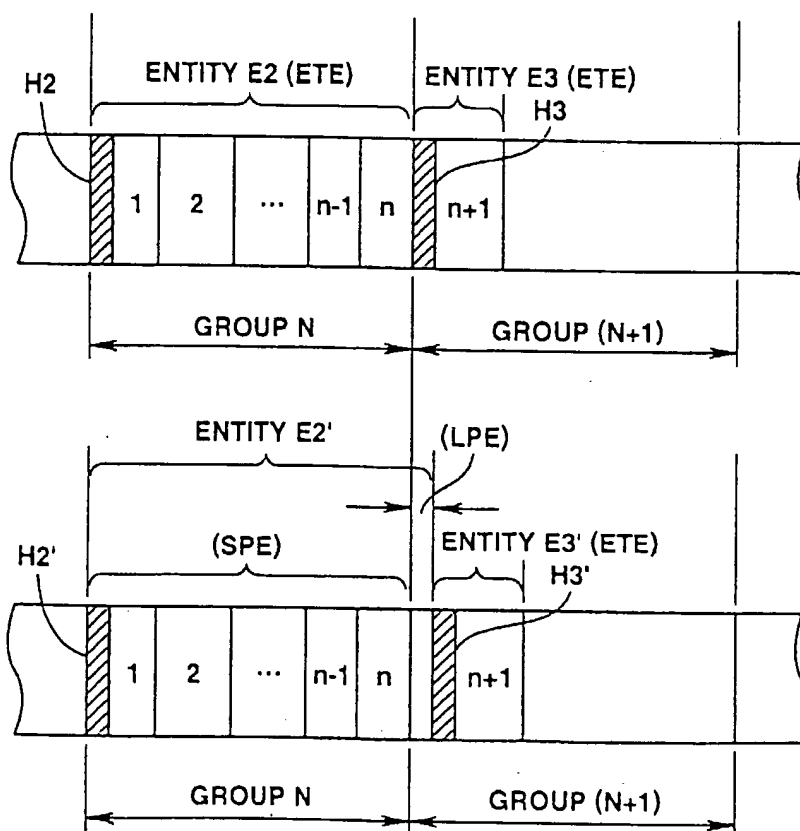 ENTITY E2 (ETE)
ENTITY E3 (ETE)
H2
H3
1 2 ... n-1 n n+1
GROUP N
GROUP (N+1)
ENTITY E2'
(LPE)
(SPE)
ENTITY E3' (ETE)
H2'
H3'
1 2 ... n-1 n n+1
GROUP N
GROUP (N+1)